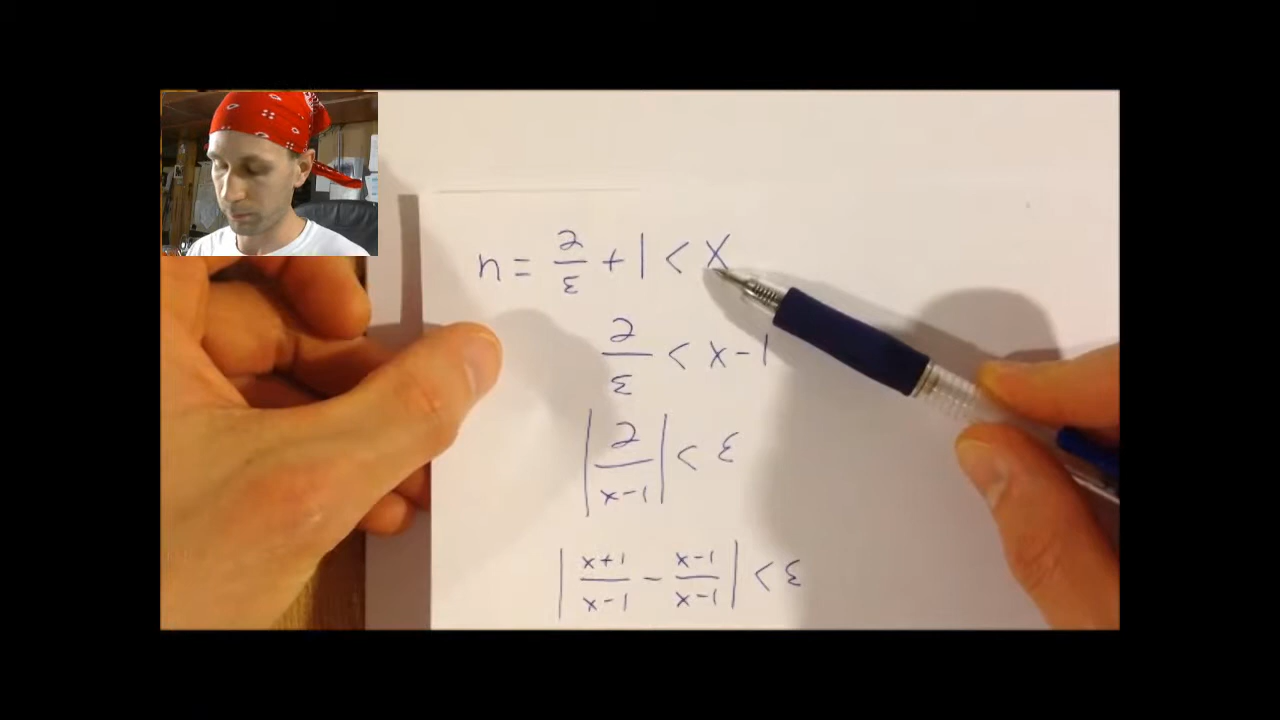 n = 2/ε + 1 < x
2/ε < x-1
|2/(x-1)| < ε
|(x+1)/(x-1) - (x-1)/(x-1)| < ε